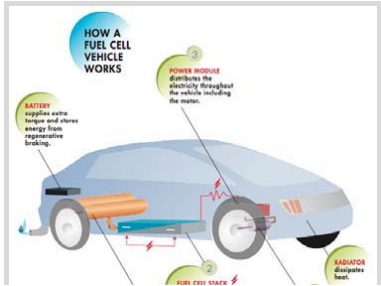 HOW A
FUEL CELL
VEHICLE
WORKS
3
POWER MODULE
distributes the
electricity throughout
the vehicle including
the motor.
BATTERY
supplies extra
torque and stores
energy from
regenerative
braking.
2
FUEL CELL STACK
RADIATOR
dissipates
heat.